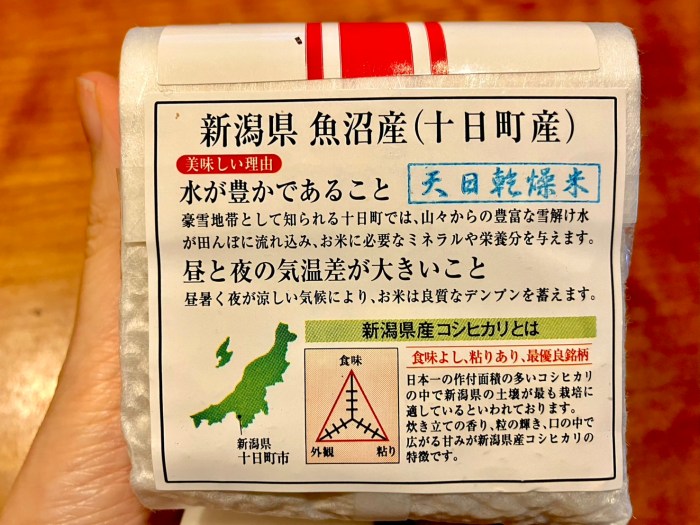 新潟県 魚沼産(十日町産)
美味しい理由
水が豊かであること
天日乾燥米
豪雪地帯として知られる十日町では、山々からの豊富な雪解け水
が田んぼに流れ込み、お米に必要なミネラルや栄養分を与えます。
昼と夜の気温差が大きいこと
昼暑く夜が涼しい気候により、お米は良質なデンプンを蓄えます。
新潟県産コシヒカリとは
食味よし、粘りあり、最優良銘柄
日本一の作付面積の多いコシヒカリ
の中で新潟県の土壌が最も栽培に
適しているといわれております。
炊き立ての香り、粒の輝き、口の中で
広がる甘みが新潟県産コシヒカリの
特徴です。
食味
外観
粘り
新潟県
十日町市